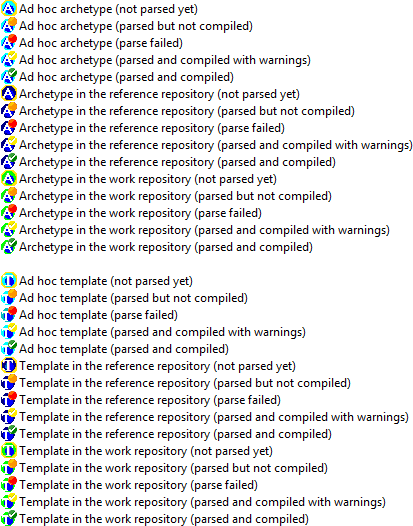 A Ad hoc archetype (not parsed yet)
A Ad hoc archetype (parsed but not compiled)
A Ad hoc archetype (parse failed)
A Ad hoc archetype (parsed and compiled with warnings)
A Ad hoc archetype (parsed and compiled)
A Archetype in the reference repository (not parsed yet)
A Archetype in the reference repository (parsed but not compiled)
A Archetype in the reference repository (parse failed)
A Archetype in the reference repository (parsed and compiled with warnings)
A Archetype in the reference repository (parsed and compiled)
A Archetype in the work repository (not parsed yet)
A Archetype in the work repository (parsed but not compiled)
A Archetype in the work repository (parse failed)
A Archetype in the work repository (parsed and compiled with warnings)
A Archetype in the work repository (parsed and compiled)
T Ad hoc template (not parsed yet)
T Ad hoc template (parsed but not compiled)
T Ad hoc template (parse failed)
T Ad hoc template (parsed and compiled with warnings)
T Ad hoc template (parsed and compiled)
T Template in the reference repository (not parsed yet)
T Template in the reference repository (parsed but not compiled)
T Template in the reference repository (parse failed)
T Template in the reference repository (parsed and compiled with warnings)
T Template in the reference repository (parsed and compiled)
T Template in the work repository (not parsed yet)
T Template in the work repository (parsed but not compiled)
T Template in the work repository (parse failed)
T Template in the work repository (parsed and compiled with warnings)
T Template in the work repository (parsed and compiled)